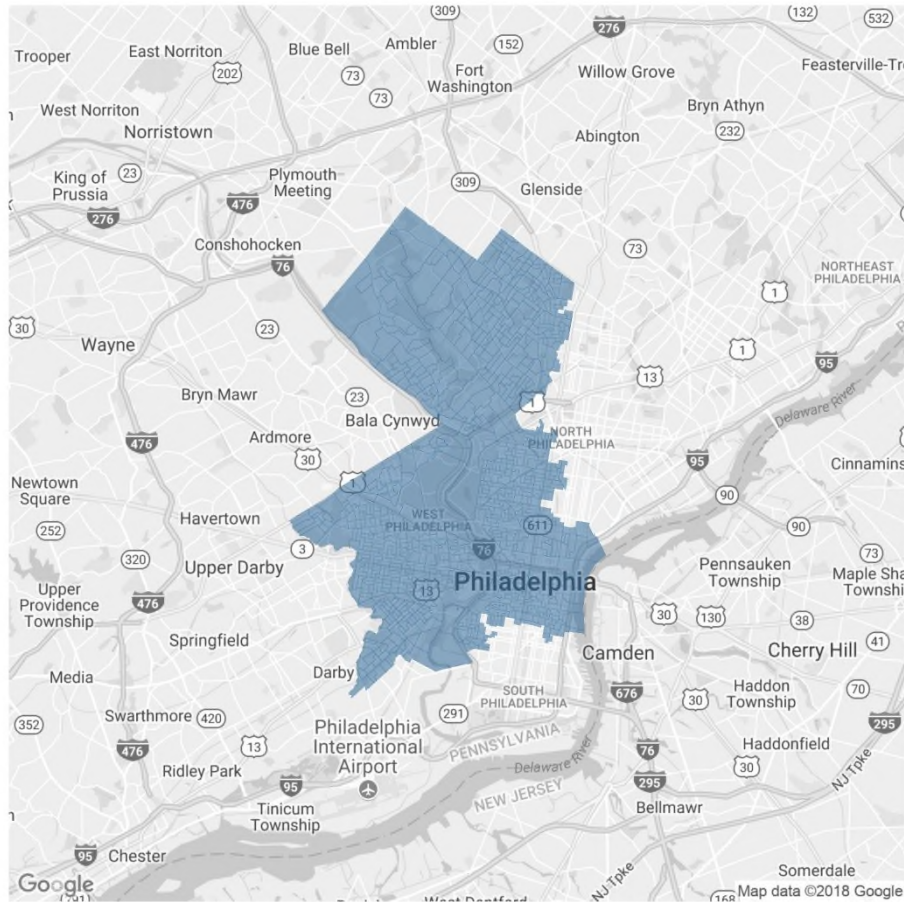 309
132
532
276
Trooper
East Norriton
Blue Bell
Ambler
152
202
73
Fort
Washington
Willow Grove
Feasterville-Tre
73
West Norriton
Bryn Athyn
Norristown
232
Abington
King of
Prussia
23
Plymouth
Meeting
309
Glenside
476
276
Conshohocken
76
73
NORTHEAST
PHILADELPHIA
1
30
23
Wayne
1
13
95
Bryn Mawr
23
1
Delaware River
Bala Cynwyd
NORTH
PHILADELPHIA
476
Ardmore
30
95
Cinnamins
1
90
Newtown
Square
Havertown
WEST
PHILADELPHIA
611
90
252
3
76
73
320
Upper Darby
Pennsauken
Township
Maple Sha
Township
Philadelphia
13
Upper
Providence
Township
476
30
130
38
Springfield
Camden
Cherry Hill
41
Media
Darby
676
Haddon
Township
70
SOUTH
PHILADELPHIA
30
Swarthmore
420
291
352
295
476
13
Philadelphia
International
Airport
PENNSYLVANIA
76
Haddonfield
Ridley Park
Delaware River
30
95
295
NJ Tpke
NEW JERSEY
Tinicum
Township
Bellmawr
95
Chester
Somerdale
Google
NJ Tpke
Map data ©2018 Google
168